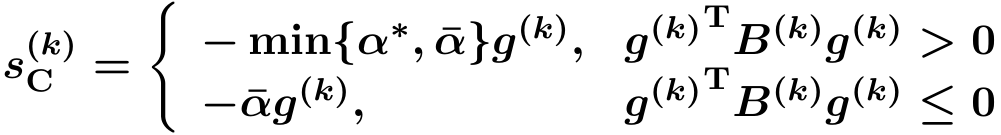 s_C^{(k)} = { − min{α*, ᾱ}g^{(k)}, g^{(k)^T}B^{(k)}g^{(k)} > 0
−ᾱg^{(k)}, g^{(k)^T}B^{(k)}g^{(k)} ≤ 0